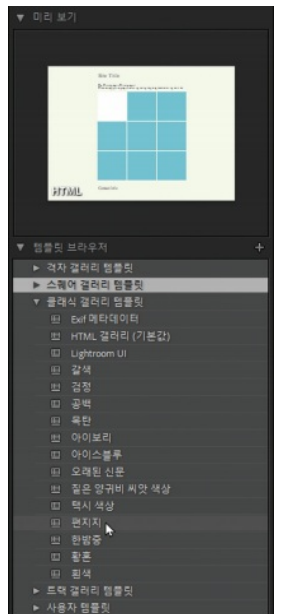 미리 보기
Site Title
HTML
템플릿 브라우저 +
격자 갤러리 템플릿
스퀘어 갤러리 템플릿
클래식 갤러리 템플릿
Exif 메타데이터
HTML 갤러리 (기본값)
Lightroom UI
갈색
검정
공백
목탄
아이보리
아이스블루
오래된 신문
짙은 양귀비 씨앗 색상
택시 색상
편지지
한밤중
황혼
흰색
트랙 갤러리 템플릿
사용자 템플릿